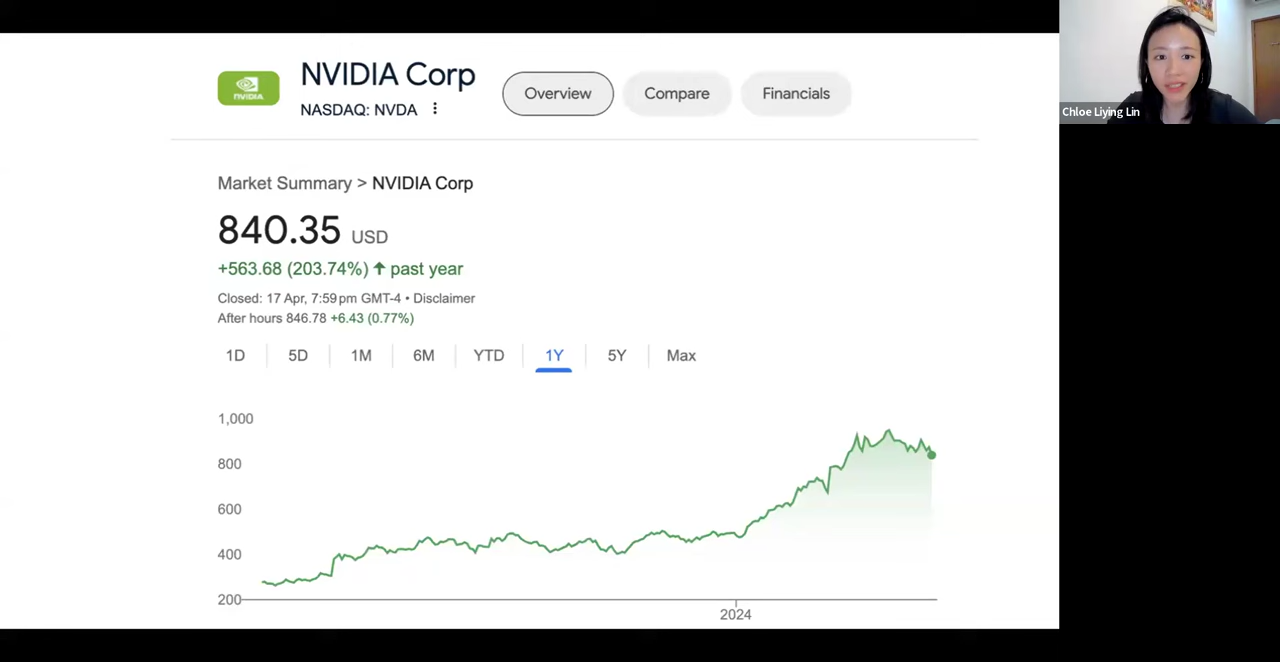 NVIDIA Corp
NVIDIA
NASDAQ: NVDA
Overview
Compare
Financials
Market Summary > NVIDIA Corp
840.35 USD
+563.68 (203.74%) ↑ past year
Closed: 17 Apr, 7:59 pm GMT-4 • Disclaimer
After hours 846.78 +6.43 (0.77%)
1D
5D
1M
6M
YTD
1Y
5Y
Max
1,000
800
600
400
200
2024
Chloe Liying Lin